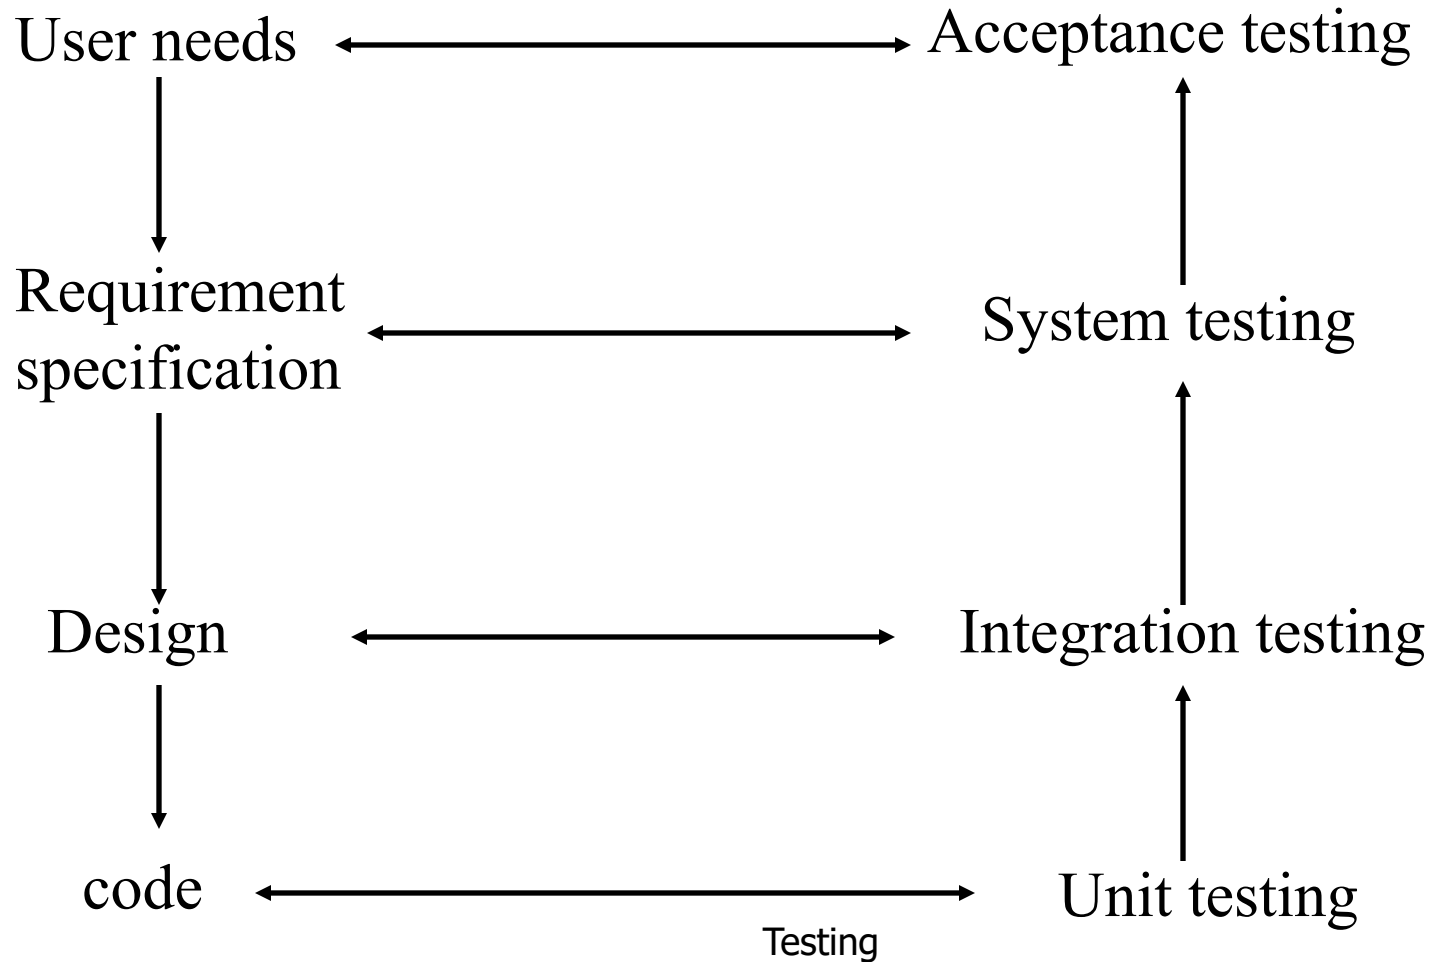 User needs
Acceptance testing
Requirement
specification
System testing
Design
Integration testing
code
Unit testing
Testing